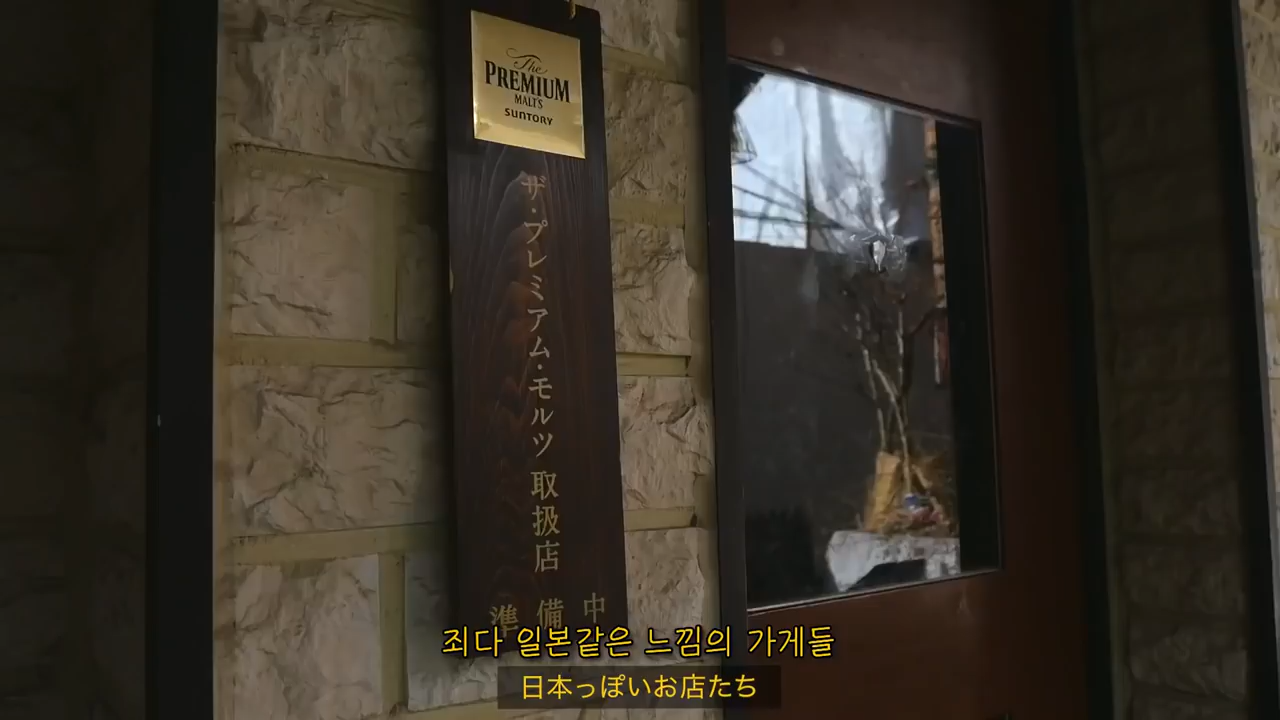 The
PREMIUM
MALT'S
SUNTORY
ザ・プレミアム・モルツ 取扱店
準備中
죄다 일본같은 느낌의 가게들
日本っぽいお店たち